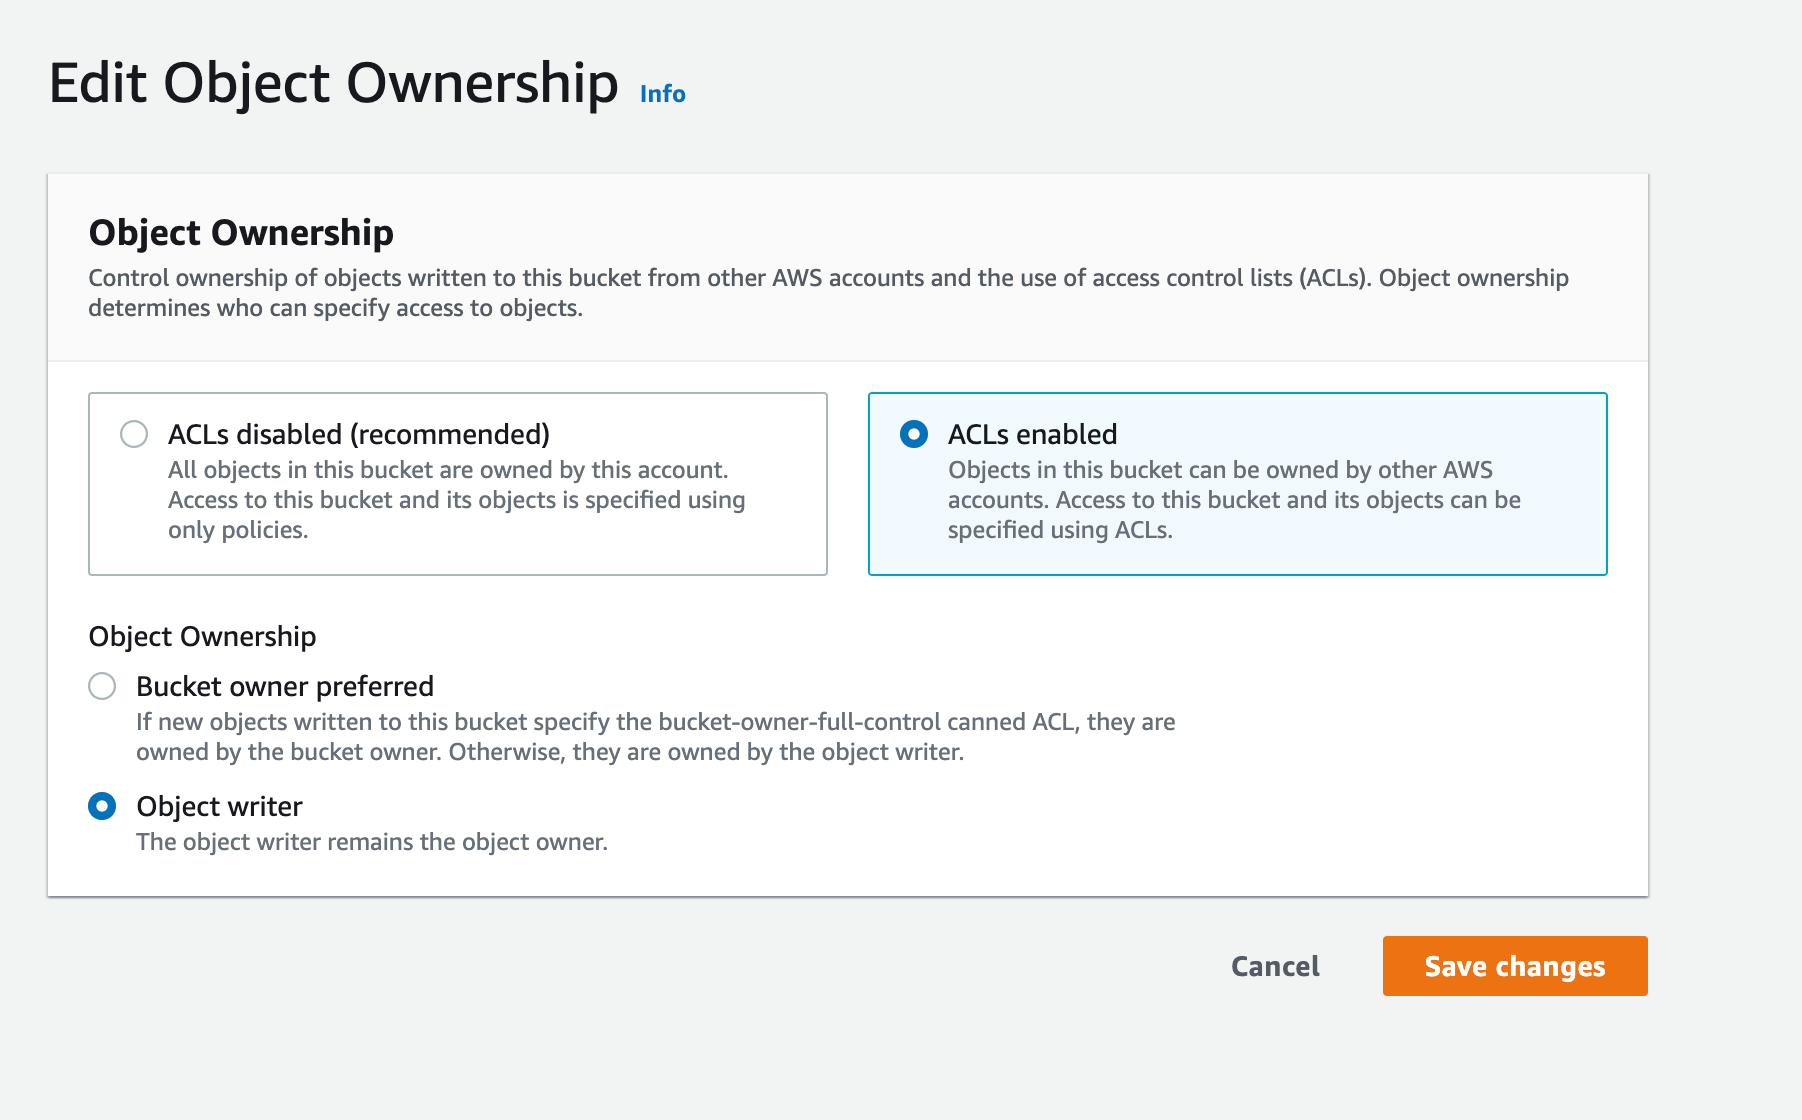 Edit Object Ownership Info
Object Ownership
Control ownership of objects written to this bucket from other AWS accounts and the use of access control lists (ACLs). Object ownership
determines who can specify access to objects.
ACLs disabled (recommended)
All objects in this bucket are owned by this account.
Access to this bucket and its objects is specified using
only policies.
ACLs enabled
Objects in this bucket can be owned by other AWS
accounts. Access to this bucket and its objects can be
specified using ACLs.
Object Ownership
Bucket owner preferred
If new objects written to this bucket specify the bucket-owner-full-control canned ACL, they are
owned by the bucket owner. Otherwise, they are owned by the object writer.
Object writer
The object writer remains the object owner.
Cancel
Save changes